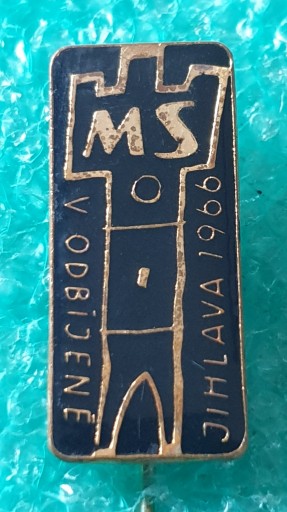 MS
V ODBÍJENÉ
JIHLAVA 1966